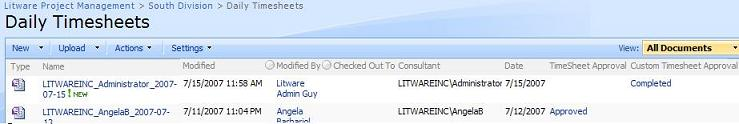 Litware Project Management > South Division > Daily Timesheets
Daily Timesheets
New Upload Actions Settings View: All Documents
Type Name Modified Modified By Checked Out To Consultant Date TimeSheet Approval Custom Timesheet Approval
LITWAREINC_Administrator_2007- 7/15/2007 11:58 AM Litware LITWAREINC\Administrator 7/15/2007 Completed
07-15 ! NEW Admin Guy
LITWAREINC_AngelaB_2007-07- 7/11/2007 11:04 PM Angela LITWAREINC\AngelaB 7/12/2007 Approved
13 Barbariol